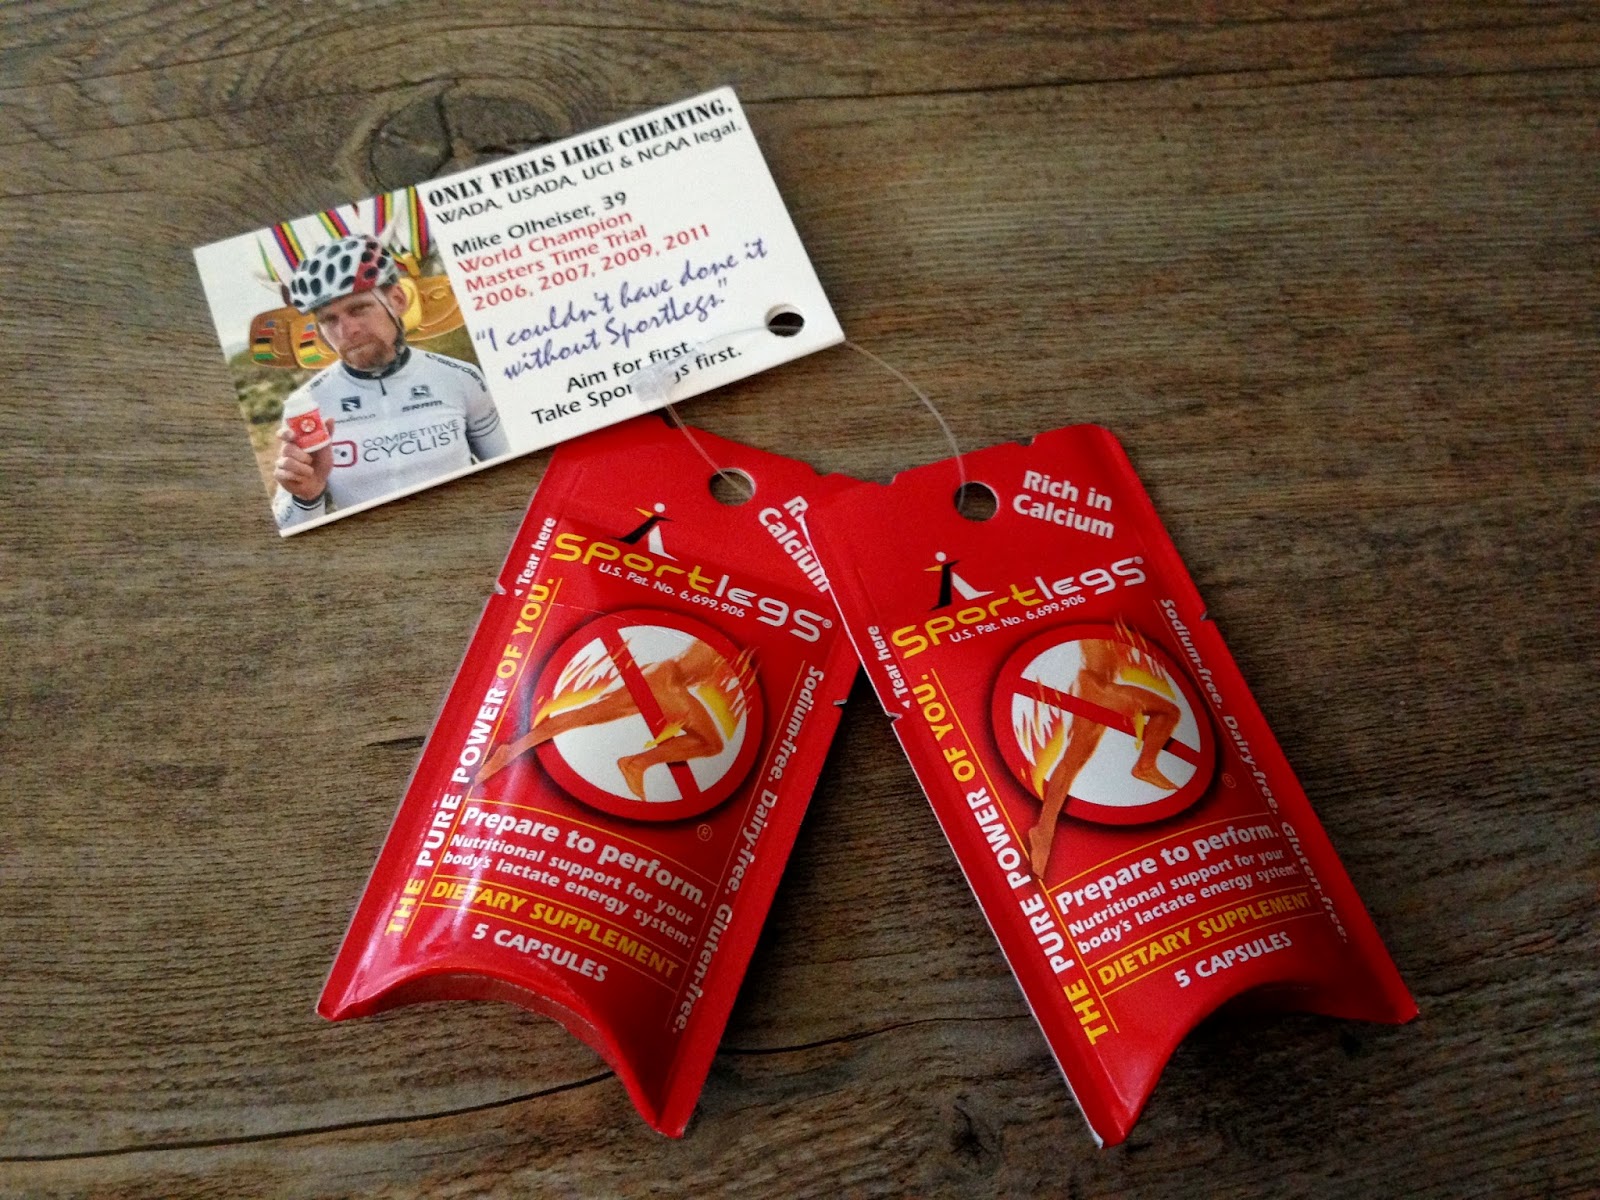 ONLY FEELS LIKE CHEATING.
WADA, USADA, UCI & NCAA legal.
Mike Olheiser, 39
World Champion
Masters Time Trial
2006, 2007, 2009, 2011
"I couldn't have done it
without Sportlegs."
Aim for first.
Take first.
GIRO
SRAM
COMPETITIVE
CYCLIST
Calcium
Tear here
Sportlegs®
U.S. Pat. No. 6,699,906
THE PURE POWER OF YOU.
Sodium-free. Dairy-free. Gluten-free.
®
Prepare to perform.
Nutritional support for your
body's lactate energy system.*
DIETARY SUPPLEMENT
5 CAPSULES
Rich in
Calcium
Tear here
Sportlegs®
U.S. Pat. No. 6,699,906
THE PURE POWER OF YOU.
Sodium-free. Dairy-free. Gluten-free.
®
Prepare to perform.
Nutritional support for your
body's lactate energy system.*
DIETARY SUPPLEMENT
5 CAPSULES